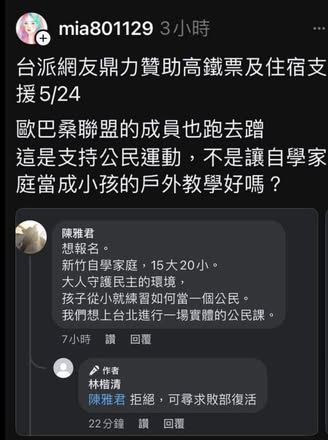 mia801129 3小時
台派網友鼎力贊助高鐵票及住宿支
援5/24
歐巴桑聯盟的成員也跑去蹭
這是支持公民運動，不是讓自學家
庭當成小孩的戶外教學好嗎？
陳雅君
想報名。
新竹自學家庭，15大20小。
大人守護民主的環境，
孩子從小就練習如何當一個公民。
我們想上台北進行一場實體的公民課。
7小時 讚 回覆
作者
林楷清
陳雅君 拒絕，可尋求敗部復活
22分鐘 讚 回覆